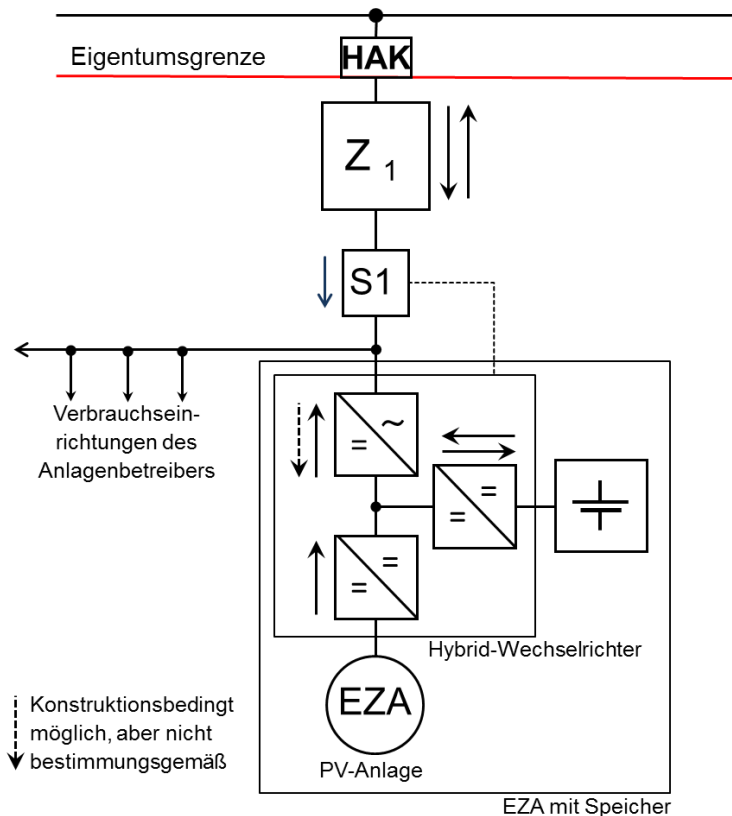 Eigentumsgrenze
HAK
Z 1
S1
Verbrauchsein-
richtungen des
Anlagenbetreibers
= ~
= =
= =
Hybrid-Wechselrichter
EZA
PV-Anlage
Konstruktionsbedingt
möglich, aber nicht
bestimmungsgemäß
EZA mit Speicher